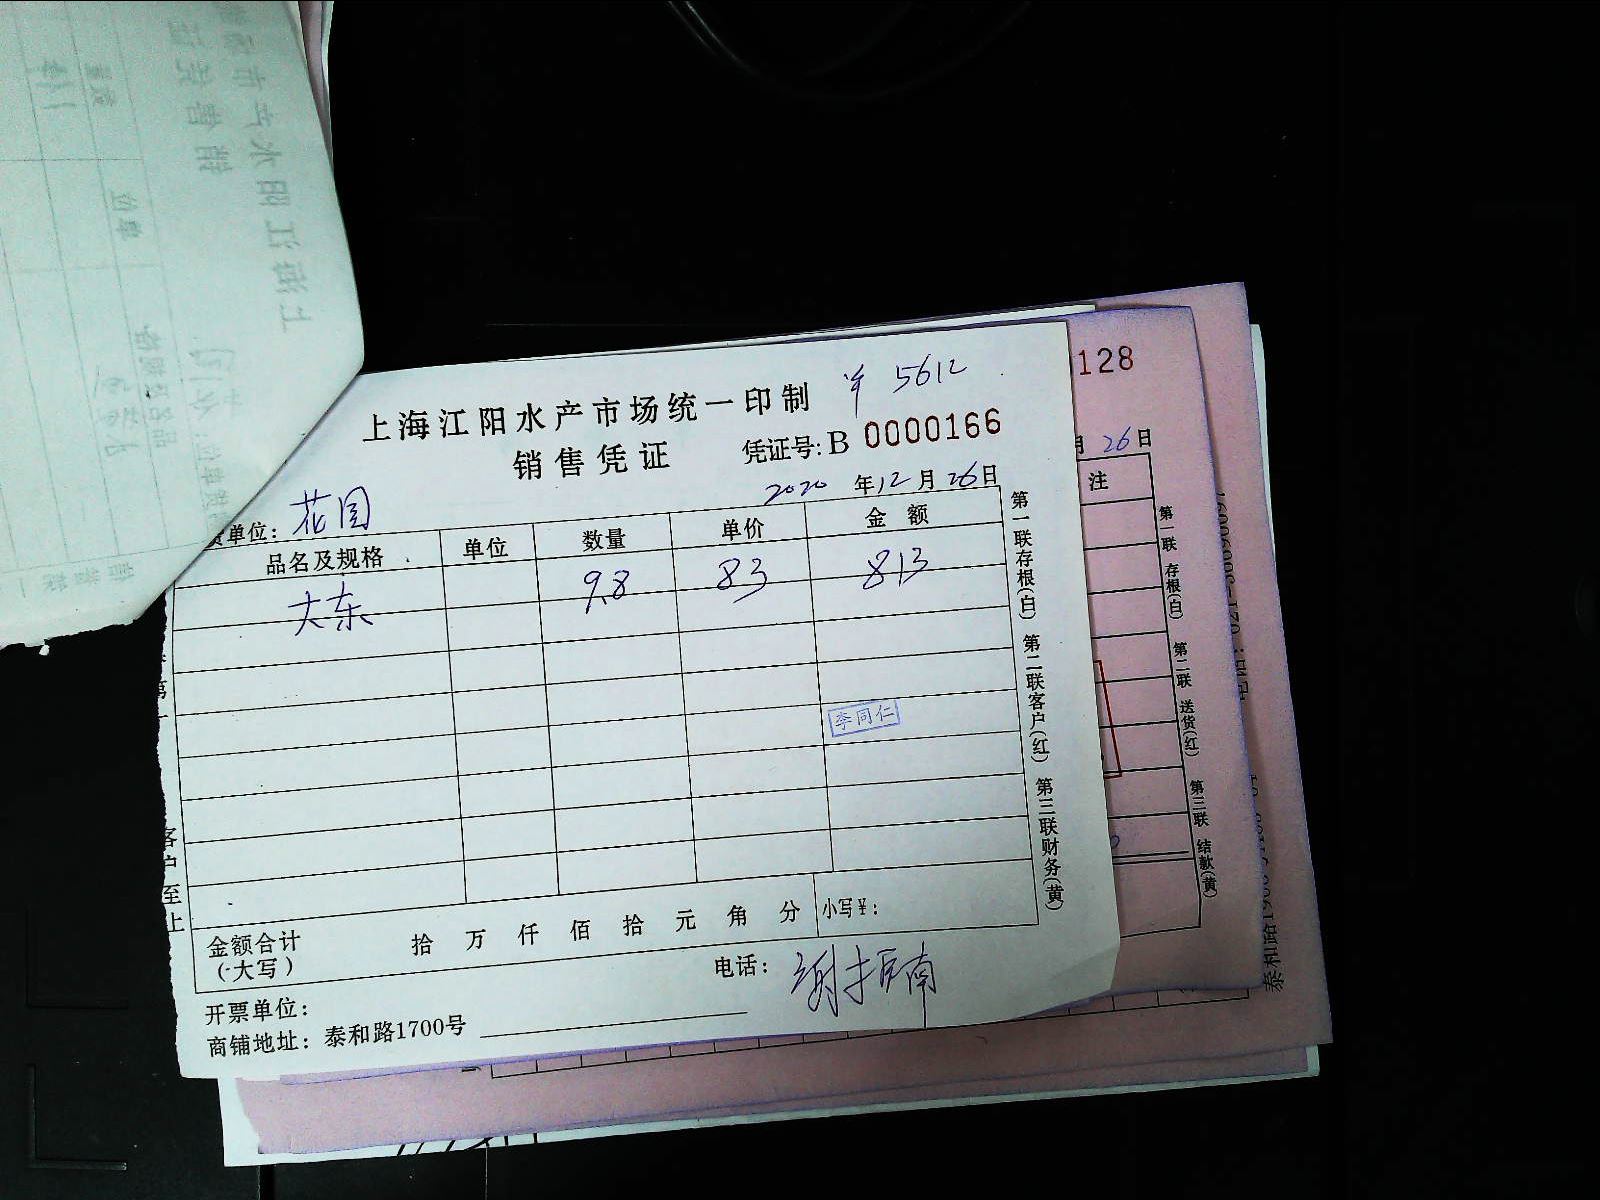 羊 5612
上海江阳水产市场统一印制
销售凭证
凭证号: B 0000166
2020 年 12 月 26 日
货单位: 花园
品名及规格 单位 数量 单价 金额
大东 9.8 83 813
李同仁
金额合计 拾 万 仟 佰 拾 元 角 分 小写¥:
(大写)
开票单位: 电话:
商铺地址: 泰和路1700号
第一联存根(白) 第二联客户(红) 第三联财务(黄)
128
月 26 日
注
第一联 存根(白) 第二联 送货(红) 第三联 结款(黄)